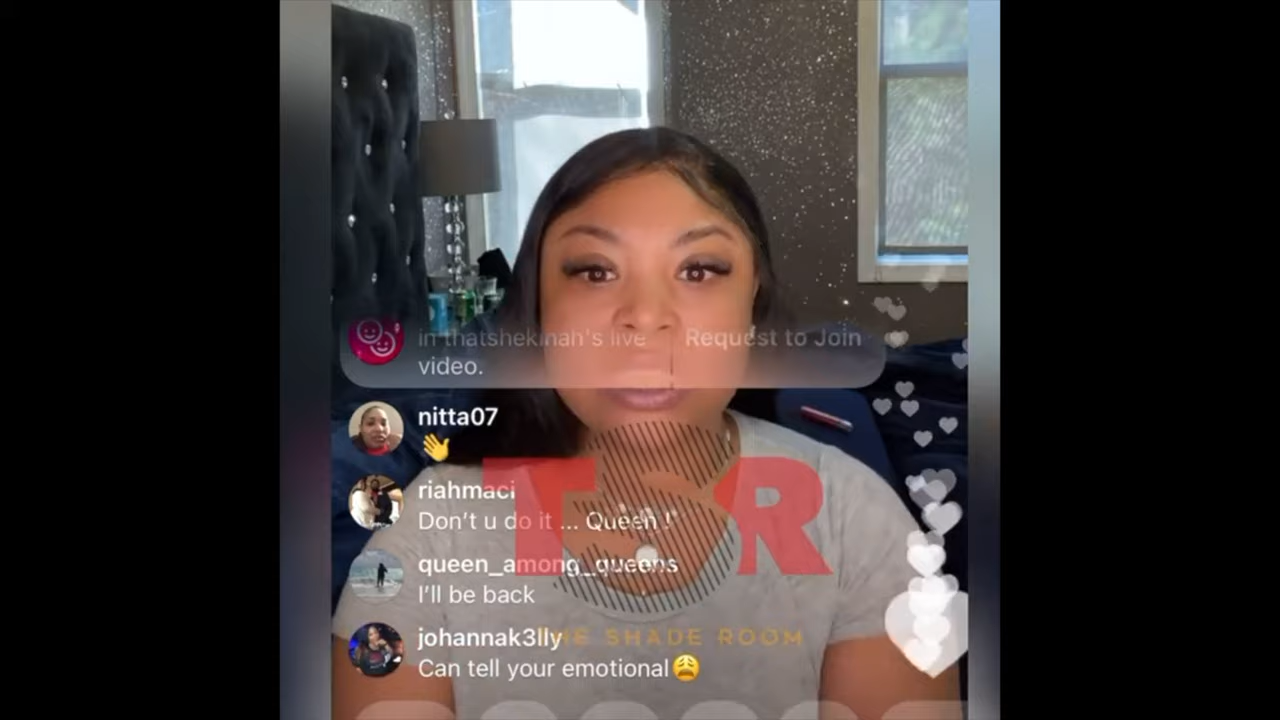 in thatshekinah's live Request to Join
video.
nitta07
👋
riahmaci
Don't u do it ... Queen !
queen_among_queens
I'll be back
johannak3lly
Can tell your emotional😩
TSR
THE SHADE ROOM